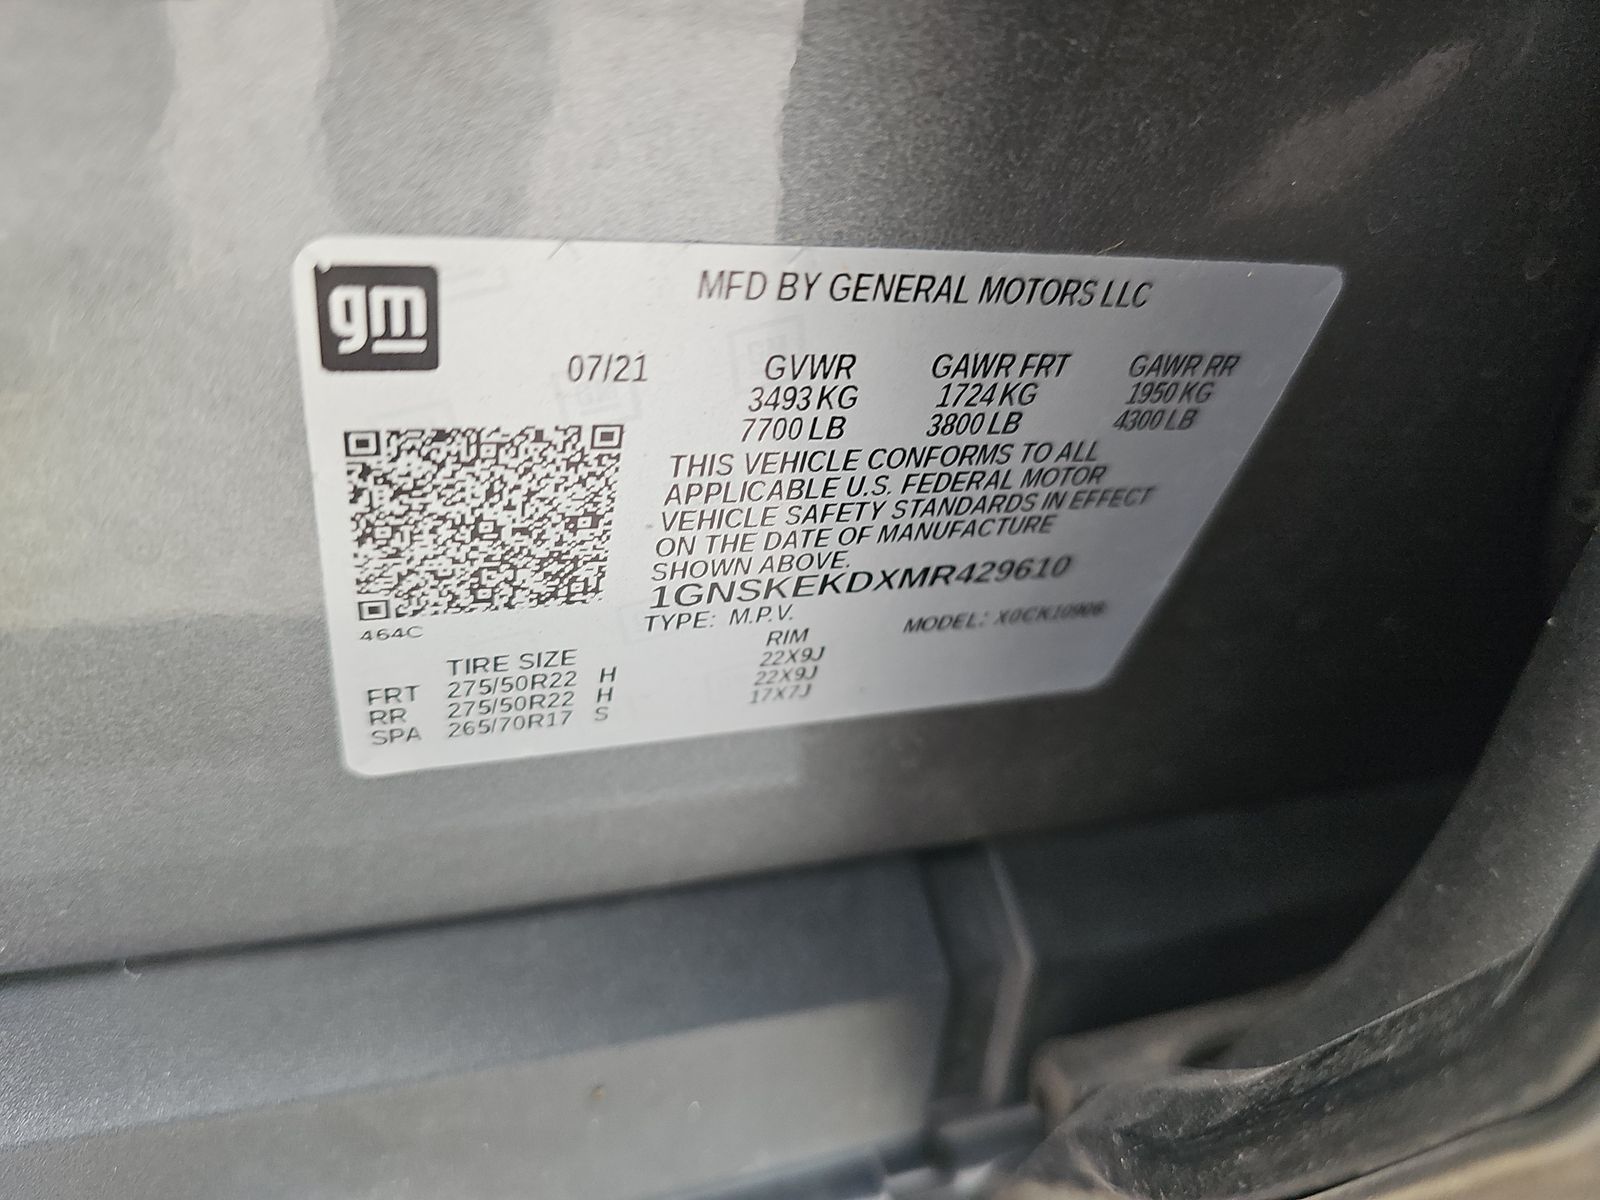 gm
MFD BY GENERAL MOTORS LLC
07/21 GVWR GAWR FRT GAWR RR
3493 KG 1724 KG 1950 KG
7700 LB 3800 LB 4300 LB
THIS VEHICLE CONFORMS TO ALL
APPLICABLE U.S. FEDERAL MOTOR
VEHICLE SAFETY STANDARDS IN EFFECT
ON THE DATE OF MANUFACTURE
SHOWN ABOVE.
1GNSKEKDXMR429610
TYPE: M.P.V. MODEL: X0CK10906
464C
TIRE SIZE RIM
FRT 275/50R22 H 22X9J
RR 275/50R22 H 22X9J
SPA 265/70R17 S 17X7J